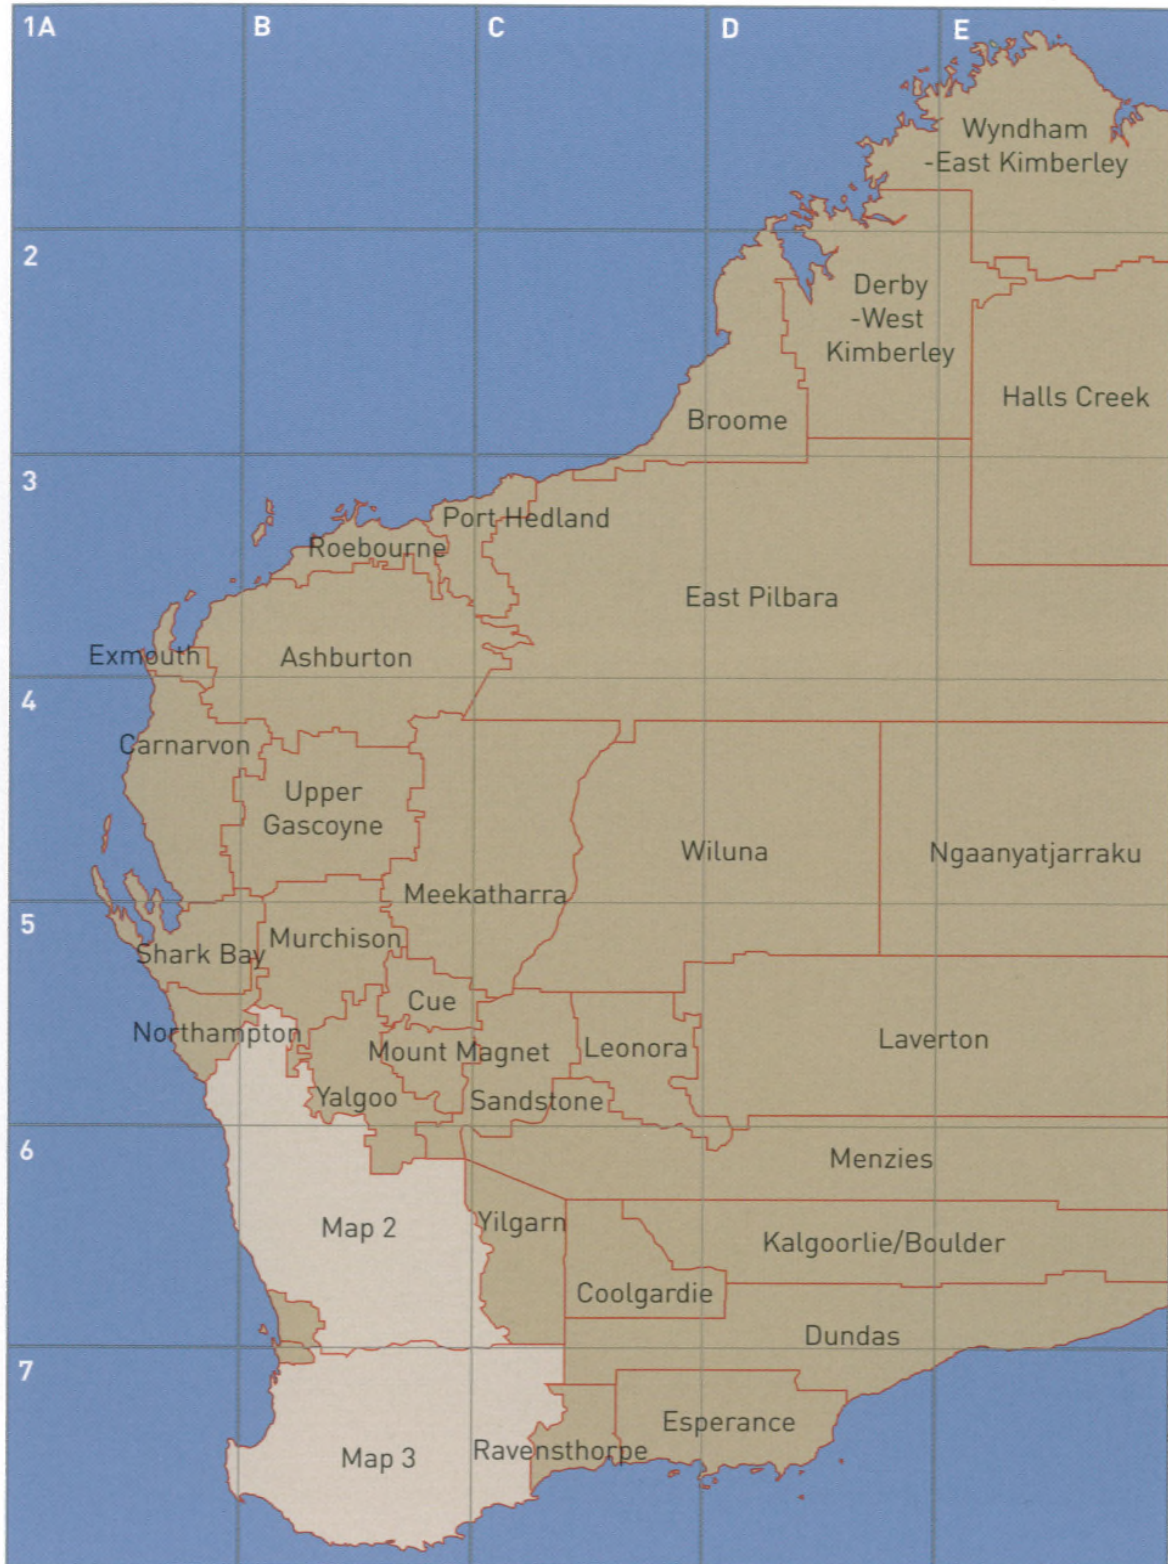 1A
B
C
D
E
Wyndham
-East Kimberley
2
Derby
-West
Kimberley
Halls Creek
Broome
3
Port Hedland
Roebourne
East Pilbara
Exmouth
Ashburton
4
Carnarvon
Upper
Gascoyne
Wiluna
Ngaanyatjarraku
Meekatharra
5
Murchison
Shark Bay
Cue
Northampton
Mount Magnet
Leonora
Laverton
Yalgoo
Sandstone
6
Menzies
Map 2
Yilgarn
Kalgoorlie/Boulder
Coolgardie
Dundas
7
Esperance
Map 3
Ravensthorpe